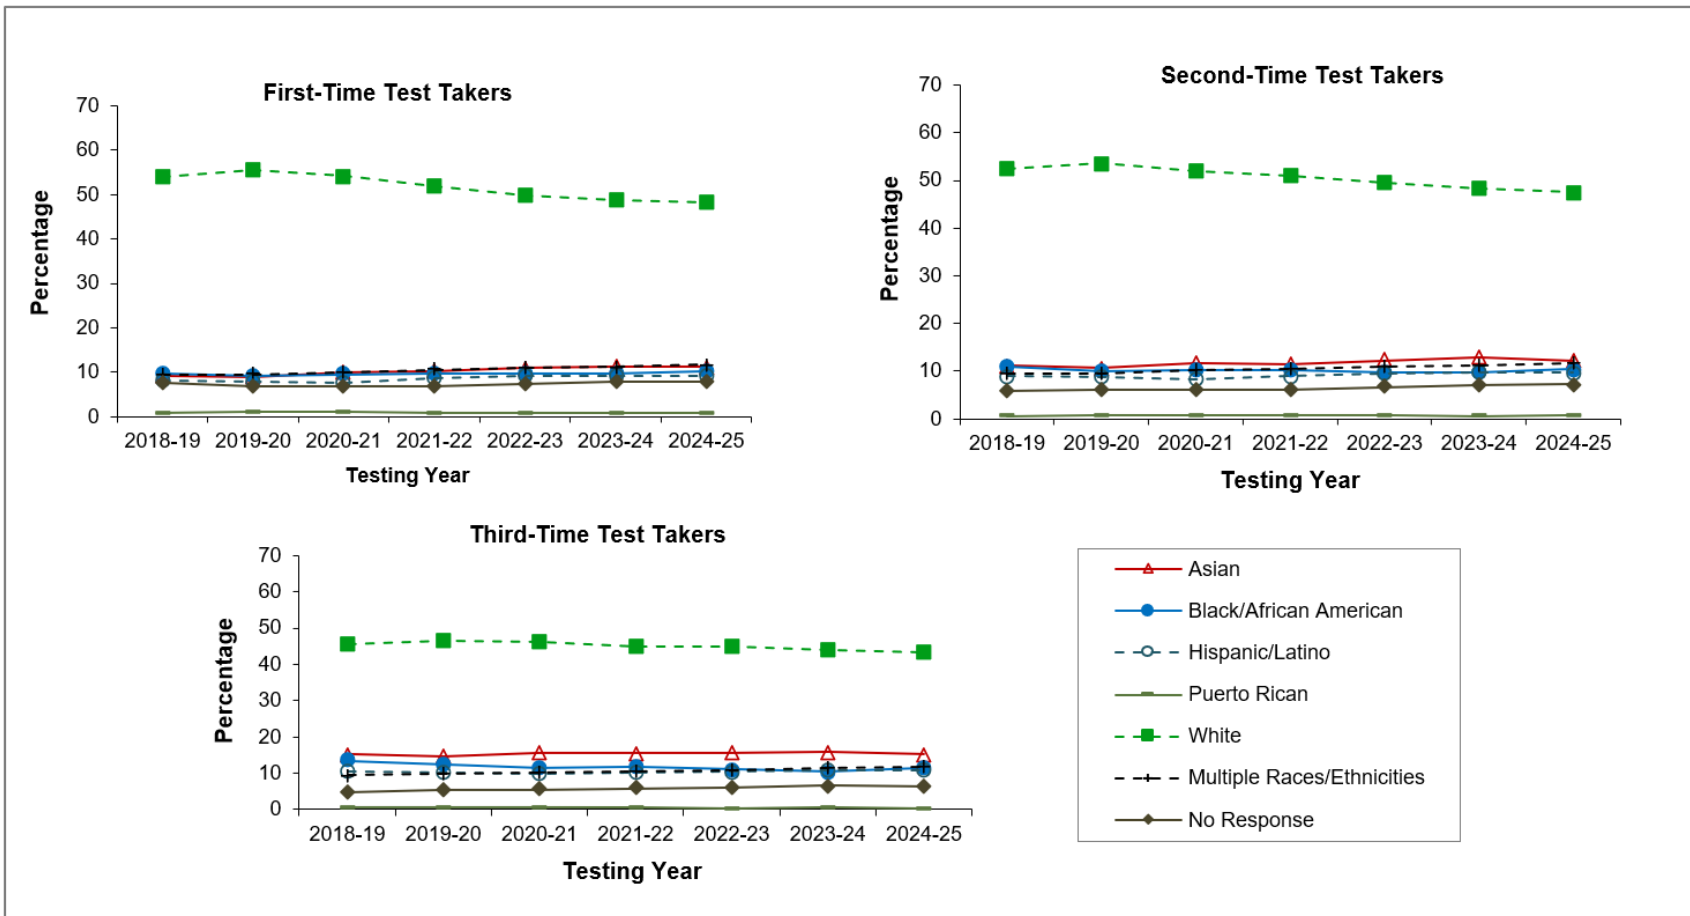 First-Time Test Takers
70
60
50
40
30
20
10
0
Percentage
2018-19 2019-20 2020-21 2021-22 2022-23 2023-24 2024-25
Testing Year
Second-Time Test Takers
70
60
50
40
30
20
10
0
Percentage
2018-19 2019-20 2020-21 2021-22 2022-23 2023-24 2024-25
Testing Year
Third-Time Test Takers
70
60
50
40
30
20
10
0
Percentage
2018-19 2019-20 2020-21 2021-22 2022-23 2023-24 2024-25
Testing Year
Asian
Black/African American
Hispanic/Latino
Puerto Rican
White
Multiple Races/Ethnicities
No Response